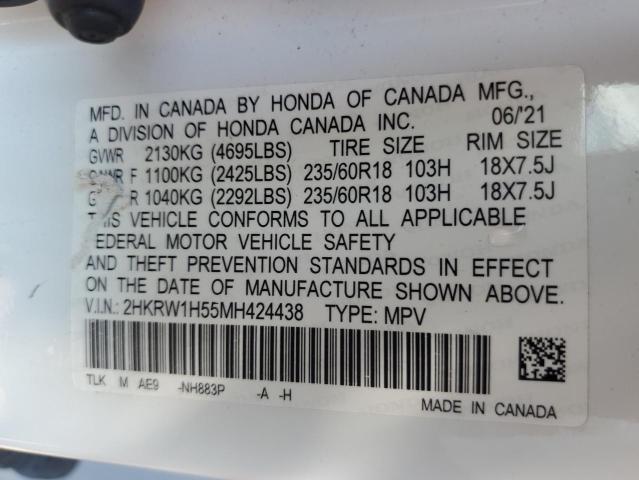 MFD. IN CANADA BY HONDA OF CANADA MFG.,
A DIVISION OF HONDA CANADA INC. 06/'21
GVWR 2130KG (4695LBS) TIRE SIZE RIM SIZE
F 1100KG (2425LBS) 235/60R18 103H 18X7.5J
R 1040KG (2292LBS) 235/60R18 103H 18X7.5J
THIS VEHICLE CONFORMS TO ALL APPLICABLE
FEDERAL MOTOR VEHICLE SAFETY
AND THEFT PREVENTION STANDARDS IN EFFECT
ON THE DATE OF MANUFACTURE SHOWN ABOVE.
V.I.N.: 2HKRW1H55MH424438 TYPE: MPV
TLK M AE9 -NH883P -A -H
MADE IN CANADA